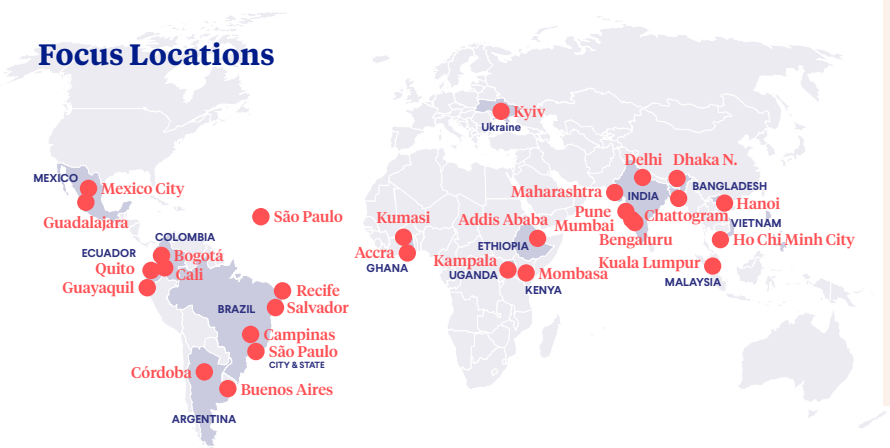 Focus Locations
Kyiv
Ukraine
Delhi
Dhaka N.
MEXICO
Mexico City
Maharashtra
INDIA
BANGLADESH
Hanoi
Guadalajara
São Paulo
Kumasi
Addis Ababa
Pune
Chattogram
Mumbai
VIETNAM
COLOMBIA
Bengaluru
Ho Chi Minh City
ECUADOR
Bogotá
Accra
ETHIOPIA
Quito
Cali
GHANA
Kampala
UGANDA
Mombasa
Kuala Lumpur
MALAYSIA
Guayaquil
KENYA
Recife
BRAZIL
Salvador
Campinas
São Paulo
CITY & STATE
Córdoba
Buenos Aires
ARGENTINA